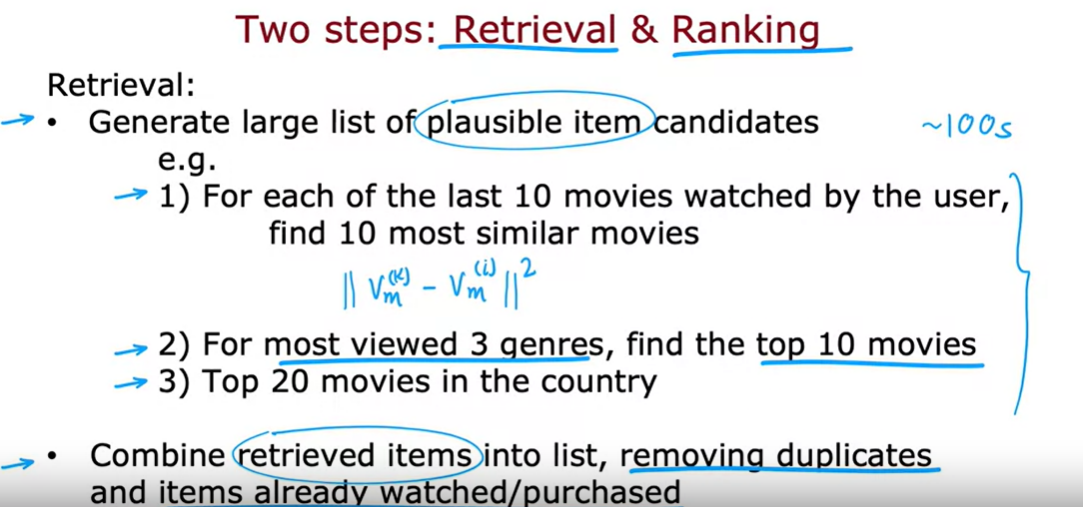 Two steps: Retrieval & Ranking
Retrieval:
• Generate large list of plausible item candidates ~100s
e.g.
1) For each of the last 10 movies watched by the user,
find 10 most similar movies
|| Vm^(k) - Vm^(i) ||^2
2) For most viewed 3 genres, find the top 10 movies
3) Top 20 movies in the country
• Combine retrieved items into list, removing duplicates
and items already watched/purchased